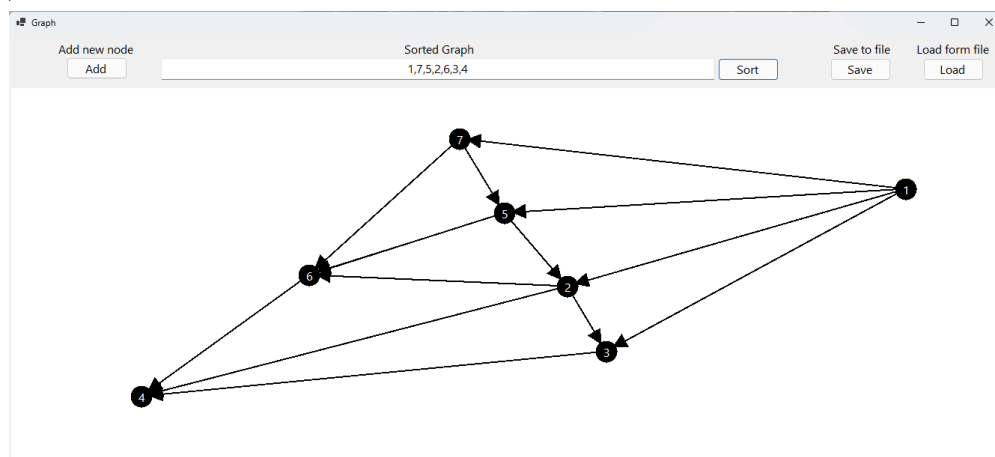 Graph
Add new node Sorted Graph Save to file Load form file
Add 1,7,5,2,6,3,4 Sort Save Load
7
1
5
6
2
3
4